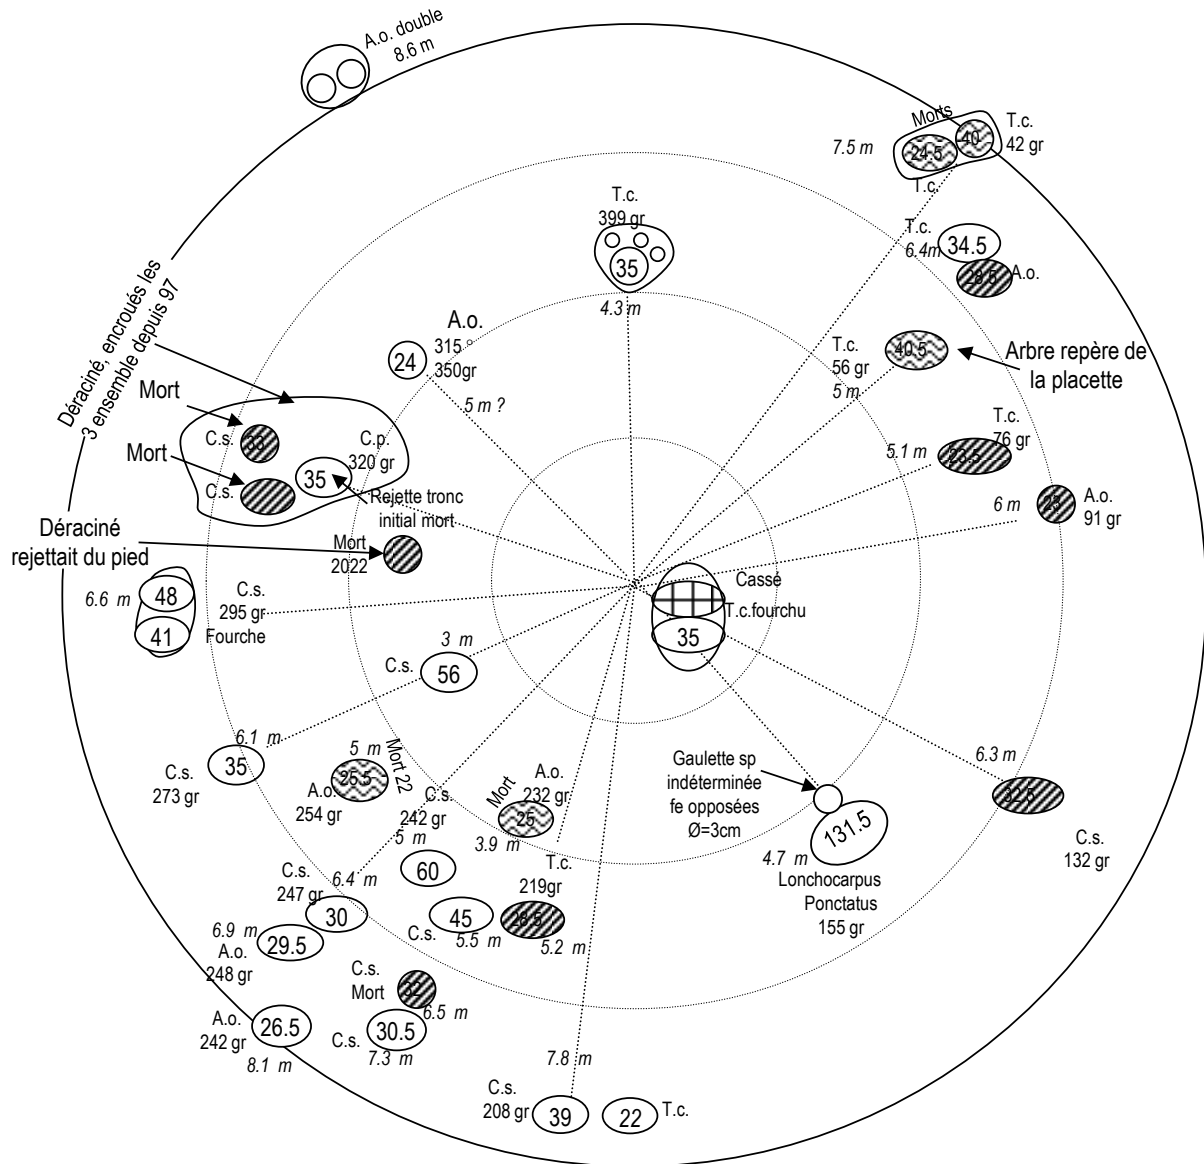 A.o. double
8.6 m
Morts
T.c.
42 gr
7.5 m
24.5
40
T.c.
T.c.
399 gr
35
4.3 m
T.c.
6.4m
34.5
28.5
A.o.
Déraciné, encroués les
3 ensemble depuis 97
A.o.
315
350gr
24
5 m ?
T.c.
56 gr
40.5
5 m
Arbre repère de
la placette
Mort
C.s.
33
C.p.
320 gr
35
Mort
C.s.
Rejette tronc
initial mort
T.c.
76 gr
5.1 m
23.5
6 m
23
A.o.
91 gr
Déraciné
rejettait du pied
Mort
2022
Cassé
T.c.fourchu
35
6.6 m
48
41
C.s.
295 gr
Fourche
3 m
C.s.
56
6.1 m
35
C.s.
273 gr
5 m
Mort 22
25.5
A.o.
254 gr
C.s.
242 gr
5 m
60
Mort
A.o.
232 gr
25
3.9 m
Gaulette sp
indéterminée
fe opposées
Ø=3cm
6.3 m
32.5
C.s.
132 gr
131.5
4.7 m
Lonchocarpus
Ponctatus
155 gr
T.c.
219gr
28.5
5.2 m
C.s.
247 gr
6.4 m
30
45
C.s.
5.5 m
6.9 m
29.5
A.o.
248 gr
C.s.
Mort
32
6.5 m
A.o.
242 gr
26.5
8.1 m
C.s.
30.5
7.3 m
7.8 m
C.s.
208 gr
39
22
T.c.